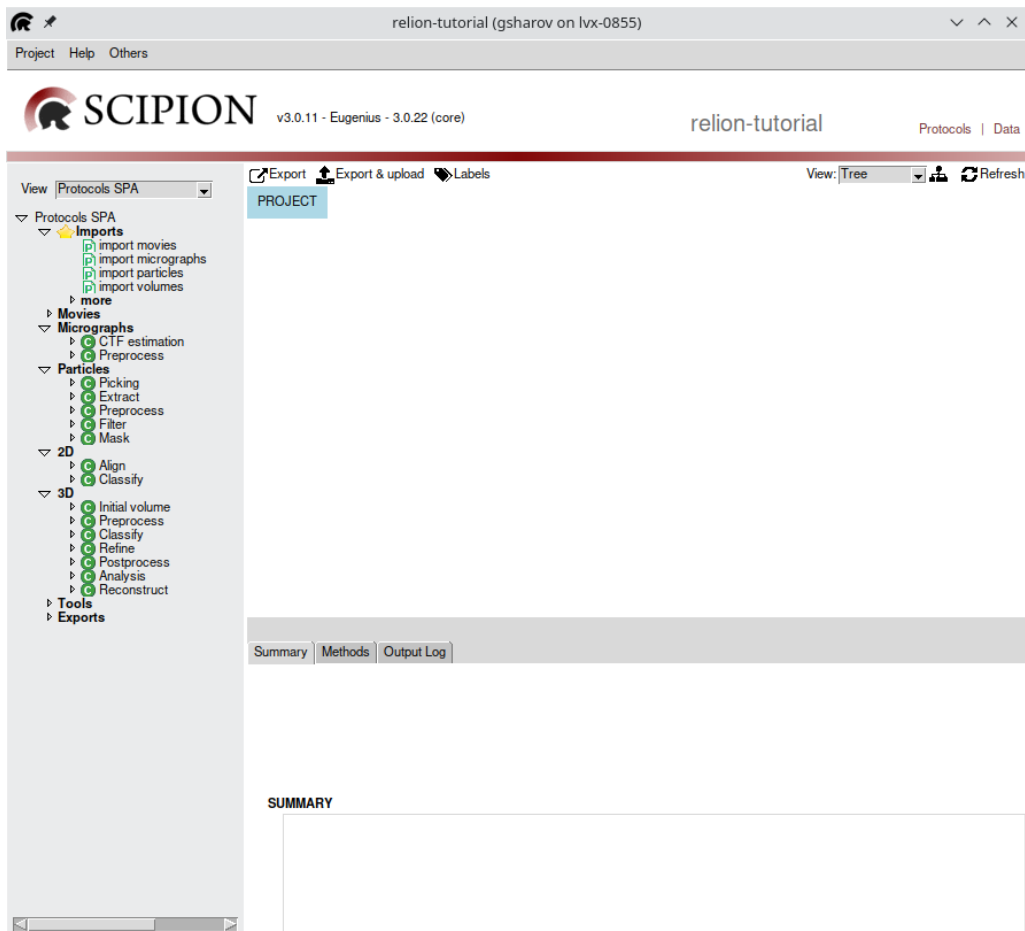 relion-tutorial (gsharov on lvx-0855)
Project Help Others
SCIPION v3.0.11 - Eugenius - 3.0.22 (core) relion-tutorial Protocols | Data
View Protocols SPA
Export Export & upload Labels View: Tree Refresh
PROJECT
Protocols SPA
Imports
import movies
import micrographs
import particles
import volumes
more
Movies
Micrographs
CTF estimation
Preprocess
Particles
Picking
Extract
Preprocess
Filter
Mask
2D
Align
Classify
3D
Initial volume
Preprocess
Classify
Refine
Postprocess
Analysis
Reconstruct
Tools
Exports
Summary Methods Output Log
SUMMARY